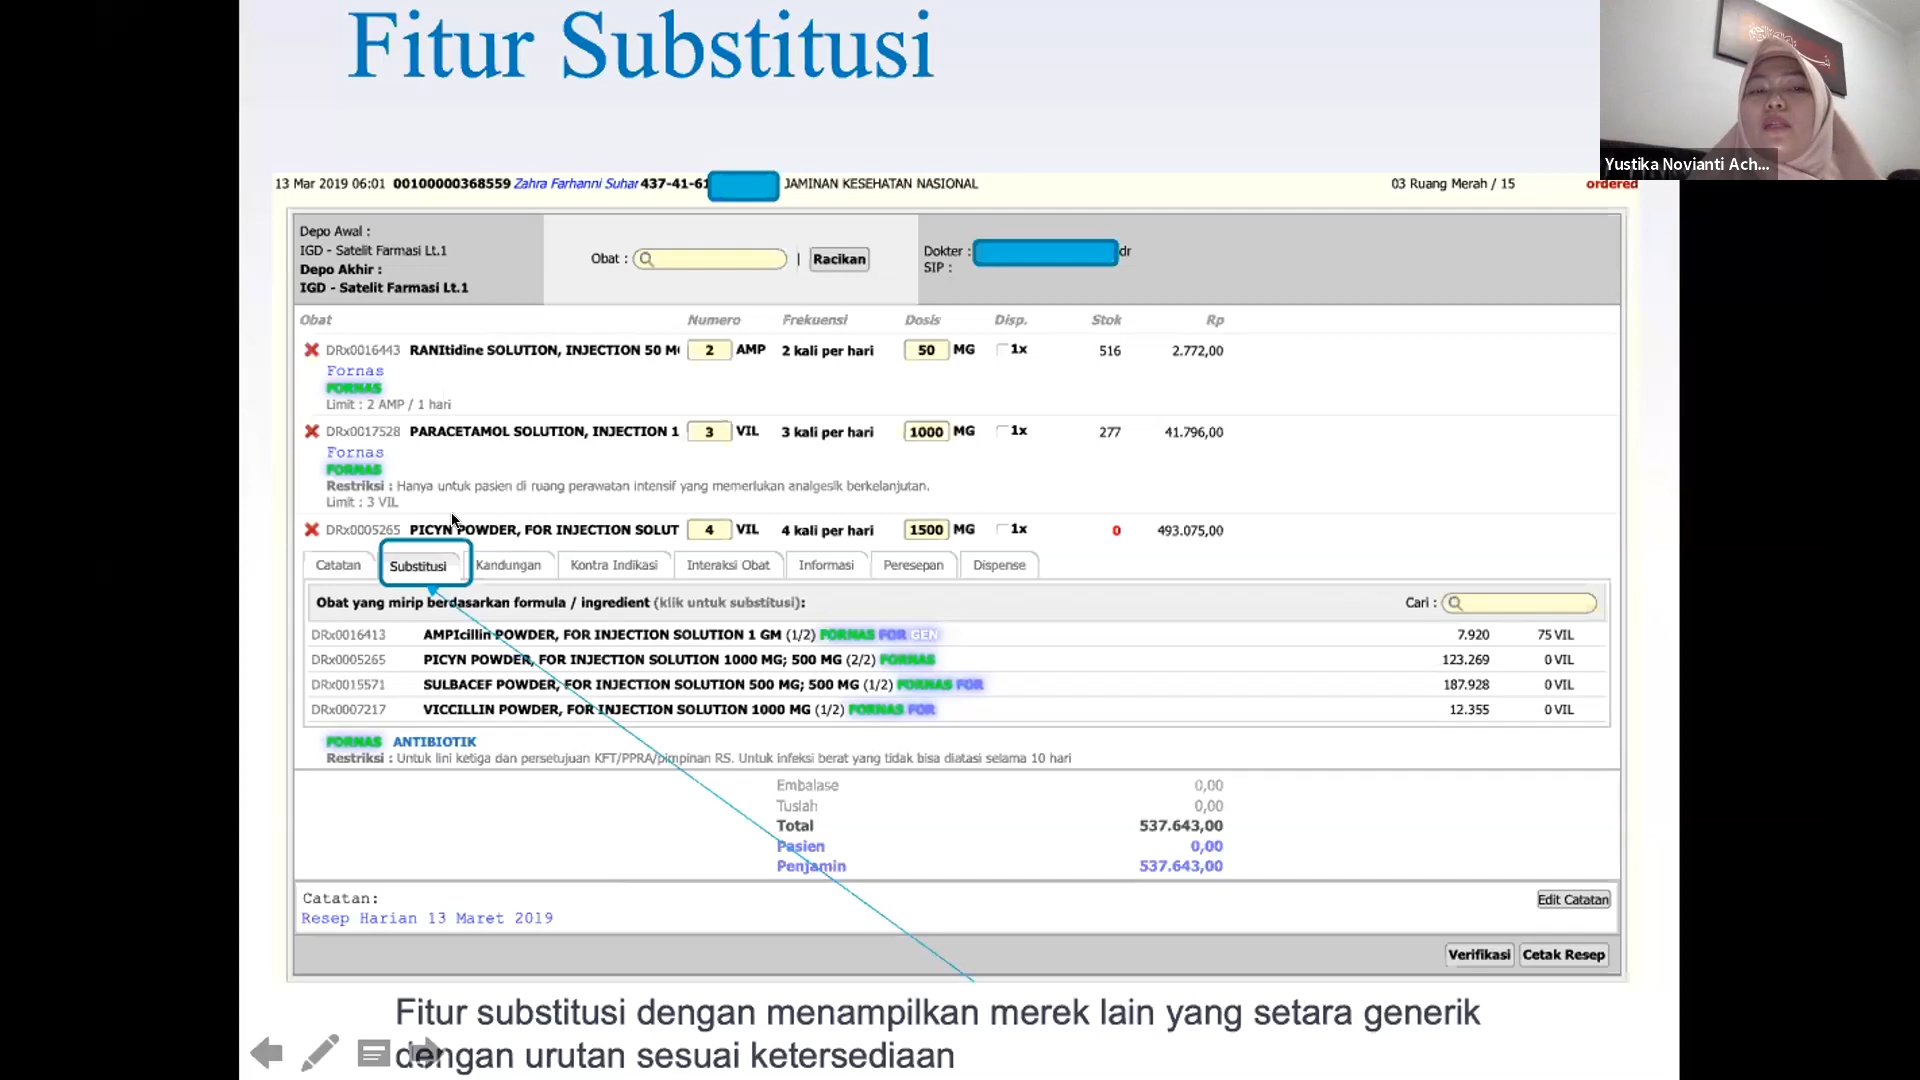 Fitur Substitusi
Yustika Novianti Ach...
13 Mar 2019 06:01 00100000368559 Zahra Farhanni Suhar 437-41-61 JAMINAN KESEHATAN NASIONAL 03 Ruang Merah / 15 ordered
Depo Awal :
IGD - Satelit Farmasi Lt.1
Depo Akhir :
IGD - Satelit Farmasi Lt.1
Obat : | Racikan
Dokter : dr
SIP :
Obat Numero Frekuensi Dosis Disp. Stok Rp
DRx0016443 RANItidine SOLUTION, INJECTION 50 M 2 AMP 2 kali per hari 50 MG 1x 516 2.772,00
Fornas
FORNAS
Limit : 2 AMP / 1 hari
DRx0017528 PARACETAMOL SOLUTION, INJECTION 1 3 VIL 3 kali per hari 1000 MG 1x 277 41.796,00
Fornas
FORNAS
Restriksi : Hanya untuk pasien di ruang perawatan intensif yang memerlukan analgesik berkelanjutan.
Limit : 3 VIL
DRx0005265 PICYN POWDER, FOR INJECTION SOLUT 4 VIL 4 kali per hari 1500 MG 1x 0 493.075,00
Catatan Substitusi Kandungan Kontra Indikasi Interaksi Obat Informasi Peresepan Dispense
Obat yang mirip berdasarkan formula / ingredient (klik untuk substitusi): Cari :
DRx0016413 AMPIcillin POWDER, FOR INJECTION SOLUTION 1 GM (1/2) FORNAS FOR GEN 7.920 75 VIL
DRx0005265 PICYN POWDER, FOR INJECTION SOLUTION 1000 MG; 500 MG (2/2) FORNAS 123.269 0 VIL
DRx0015571 SULBACEF POWDER, FOR INJECTION SOLUTION 500 MG; 500 MG (1/2) FORNAS FOR 187.928 0 VIL
DRx0007217 VICCILLIN POWDER, FOR INJECTION SOLUTION 1000 MG (1/2) FORNAS FOR 12.355 0 VIL
FORNAS ANTIBIOTIK
Restriksi : Untuk lini ketiga dan persetujuan KFT/PPRA/pimpinan RS. Untuk infeksi berat yang tidak bisa diatasi selama 10 hari
Embalase 0,00
Tuslah 0,00
Total 537.643,00
Pasien 0,00
Penjamin 537.643,00
Catatan:
Resep Harian 13 Maret 2019
Edit Catatan
Verifikasi Cetak Resep
Fitur substitusi dengan menampilkan merek lain yang setara generik
dengan urutan sesuai ketersediaan